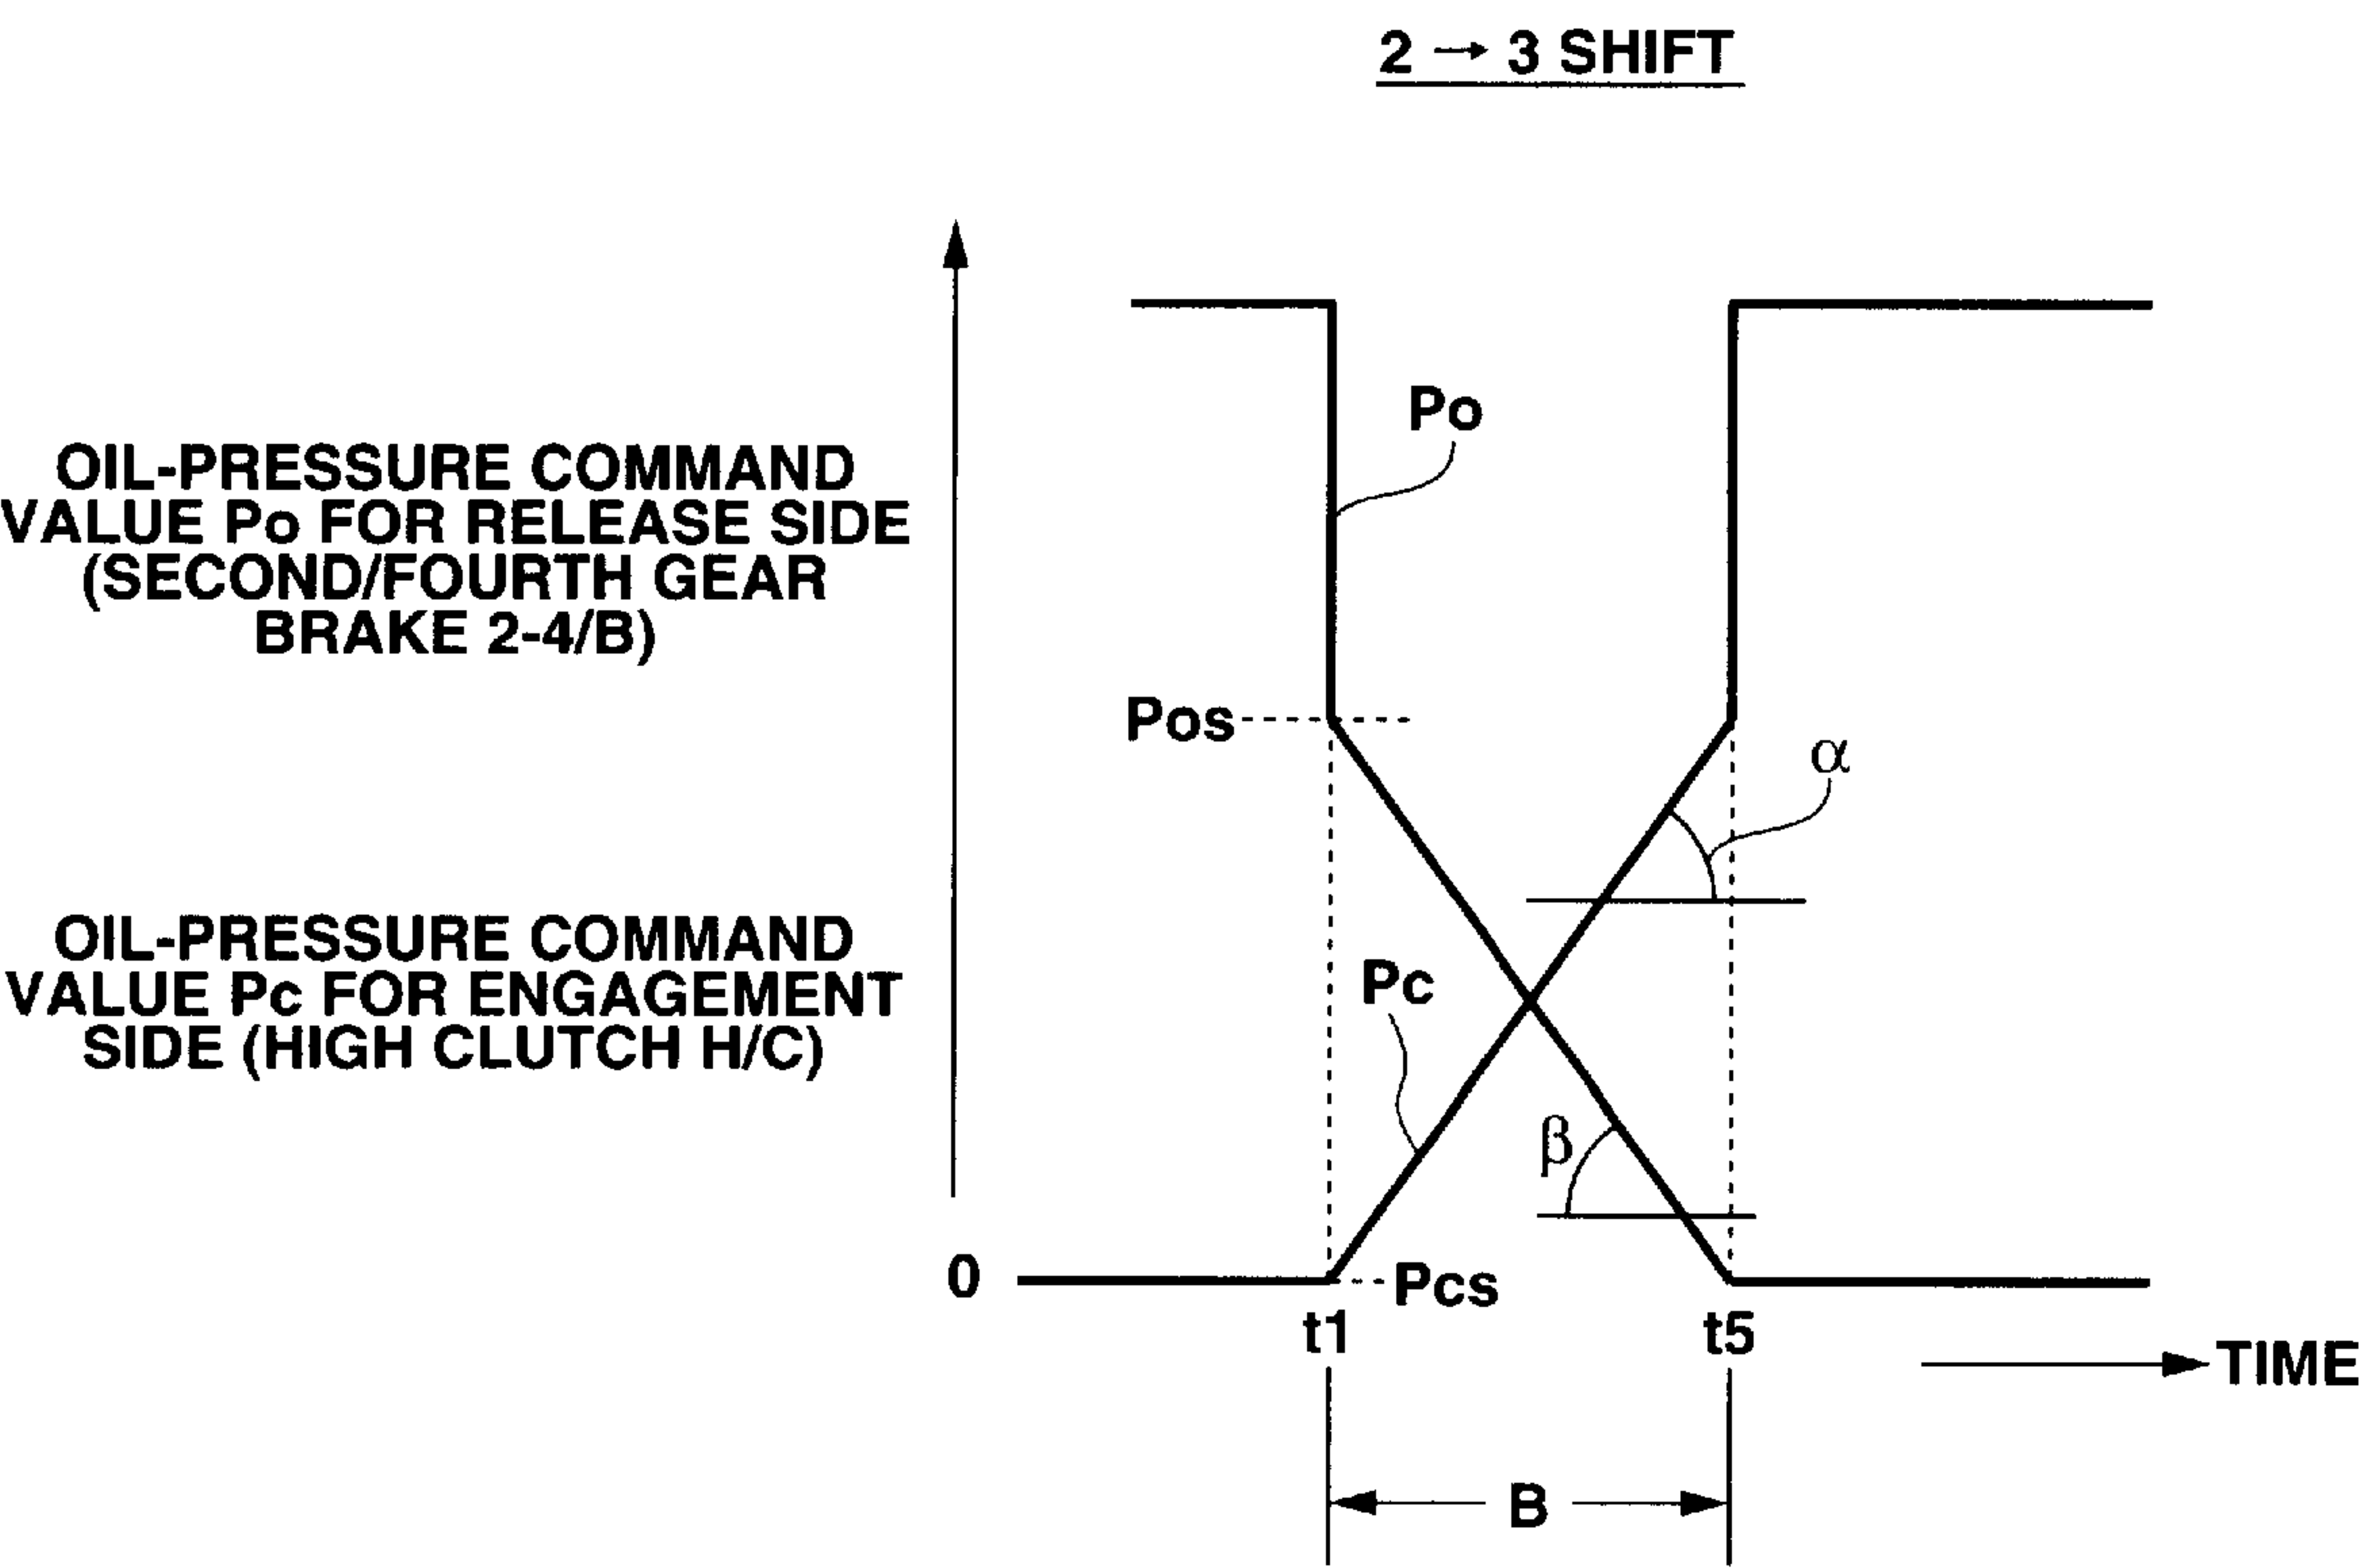 2 → 3 SHIFT
OIL-PRESSURE COMMAND
VALUE Po FOR RELEASE SIDE
(SECOND/FOURTH GEAR
BRAKE 2-4/B)
Po
Pos
α
OIL-PRESSURE COMMAND
VALUE Pc FOR ENGAGEMENT
SIDE (HIGH CLUTCH H/C)
Pc
β
0
Pcs
t1
t5
TIME
B